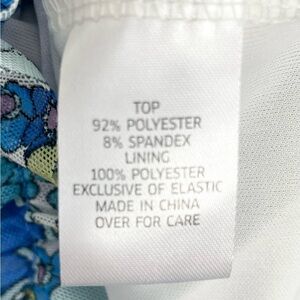 TOP
92% POLYESTER
8% SPANDEX
LINING
100% POLYESTER
EXCLUSIVE OF ELASTIC
MADE IN CHINA
OVER FOR CARE